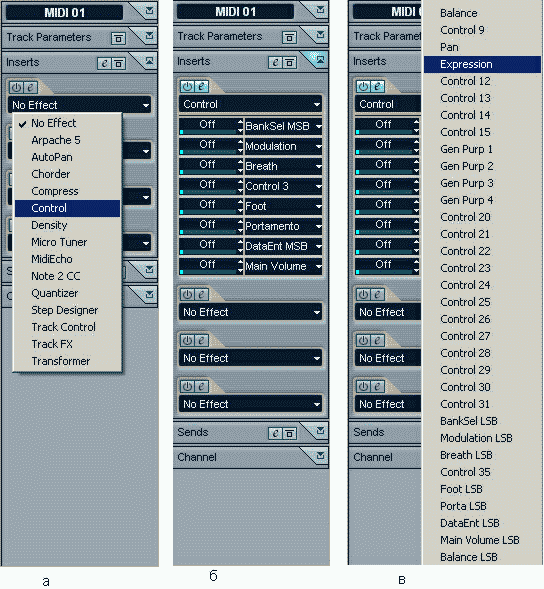 MIDI 01
Track Parameters
Inserts
e
e
No Effect
No Effect
Arpache 5
AutoPan
Chorder
Compress
Control
Density
Micro Tuner
MidiEcho
Note 2 CC
Quantizer
Step Designer
Track Control
Track FX
Transformer
S
C
а
MIDI 01
Track Parameters
Inserts
e
e
Control
Off BankSel MSB
Off Modulation
Off Breath
Off Control 3
Off Foot
Off Portamento
Off DataEnt MSB
Off Main Volume
e
No Effect
e
No Effect
e
No Effect
Sends
e
Channel
б
MIDI
Track Parameters
Inserts
e
Control
Off
Off
Off
Off
Off
Off
Off
Off
e
No Effect
e
No Effect
e
No Effect
Sends
Channel
Balance
Control 9
Pan
Expression
Control 12
Control 13
Control 14
Control 15
Gen Purp 1
Gen Purp 2
Gen Purp 3
Gen Purp 4
Control 20
Control 21
Control 22
Control 23
Control 24
Control 25
Control 26
Control 27
Control 28
Control 29
Control 30
Control 31
BankSel LSB
Modulation LSB
Breath LSB
Control 35
Foot LSB
Porta LSB
DataEnt LSB
Main Volume LSB
Balance LSB
в